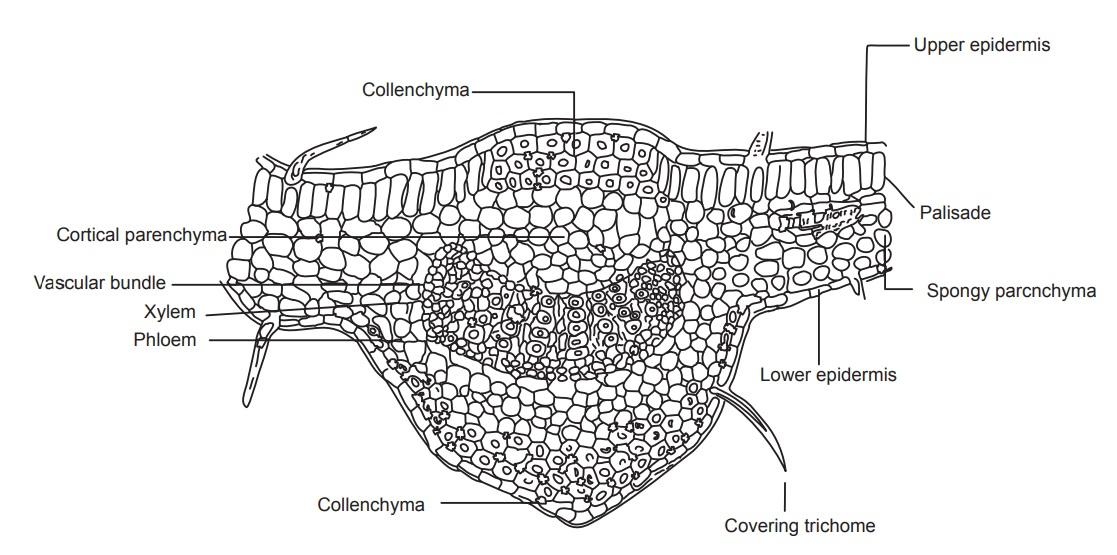 Upper epidermis
Collenchyma
Palisade
Cortical parenchyma
Vascular bundle
Spongy parcnchyma
Xylem
Phloem
Lower epidermis
Collenchyma
Covering trichome